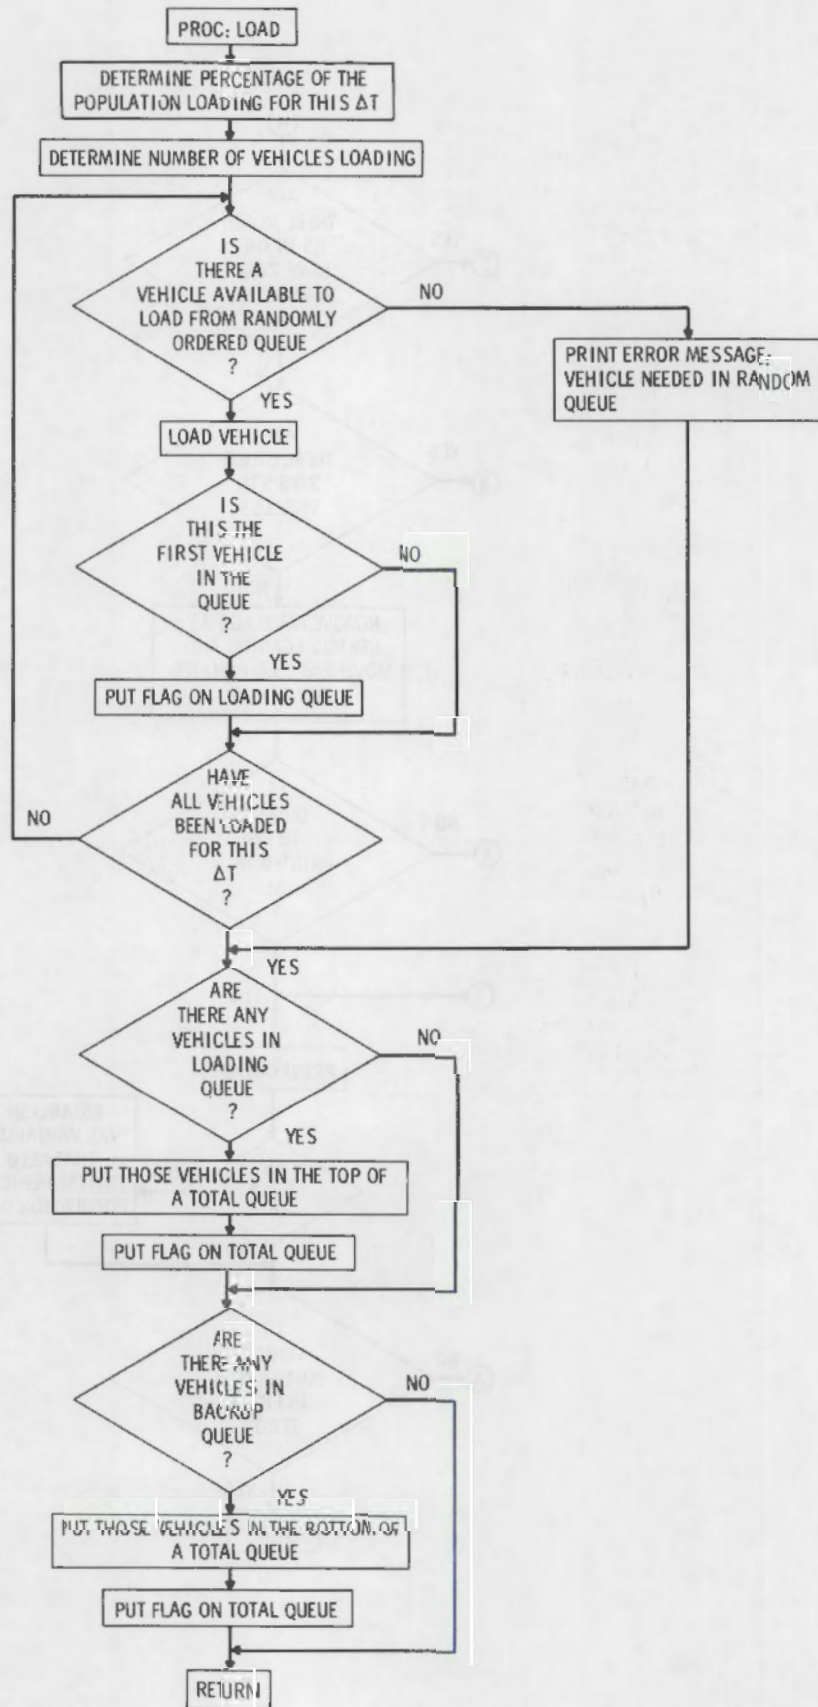 PROC: LOAD
DETERMINE PERCENTAGE OF THE
POPULATION LOADING FOR THIS ΔT
DETERMINE NUMBER OF VEHICLES LOADING
IS
THERE A
VEHICLE AVAILABLE TO
LOAD FROM RANDOMLY
ORDERED QUEUE
?
NO
PRINT ERROR MESSAGE:
VEHICLE NEEDED IN RANDOM
QUEUE
YES
LOAD VEHICLE
IS
THIS THE
FIRST VEHICLE
IN THE
QUEUE
?
NO
YES
PUT FLAG ON LOADING QUEUE
HAVE
ALL VEHICLES
BEEN LOADED
FOR THIS
ΔT
?
NO
YES
ARE
THERE ANY
VEHICLES IN
LOADING
QUEUE
?
NO
YES
PUT THOSE VEHICLES IN THE TOP OF
A TOTAL QUEUE
PUT FLAG ON TOTAL QUEUE
ARE
THERE ANY
VEHICLES IN
BACKUP
QUEUE
?
NO
YES
PUT THOSE VEHICLES IN THE BOTTOM OF
A TOTAL QUEUE
PUT FLAG ON TOTAL QUEUE
RETURN